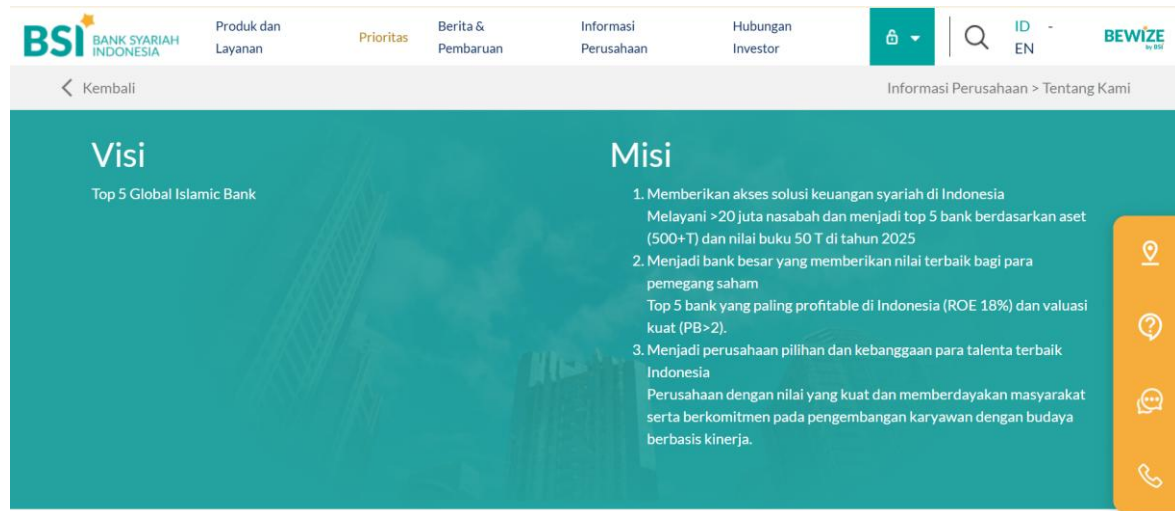 BSI BANK SYARIAH
INDONESIA
Produk dan
Layanan
Prioritas
Berita &
Pembaruan
Informasi
Perusahaan
Hubungan
Investor
ID -
EN
BEWIZE
by BSI
Kembali
Informasi Perusahaan > Tentang Kami
Visi
Top 5 Global Islamic Bank
Misi
1. Memberikan akses solusi keuangan syariah di Indonesia
Melayani >20 juta nasabah dan menjadi top 5 bank berdasarkan aset
(500+T) dan nilai buku 50 T di tahun 2025
2. Menjadi bank besar yang memberikan nilai terbaik bagi para
pemegang saham
Top 5 bank yang paling profitable di Indonesia (ROE 18%) dan valuasi
kuat (PB>2).
3. Menjadi perusahaan pilihan dan kebanggaan para talenta terbaik
Indonesia
Perusahaan dengan nilai yang kuat dan memberdayakan masyarakat
serta berkomitmen pada pengembangan karyawan dengan budaya
berbasis kinerja.